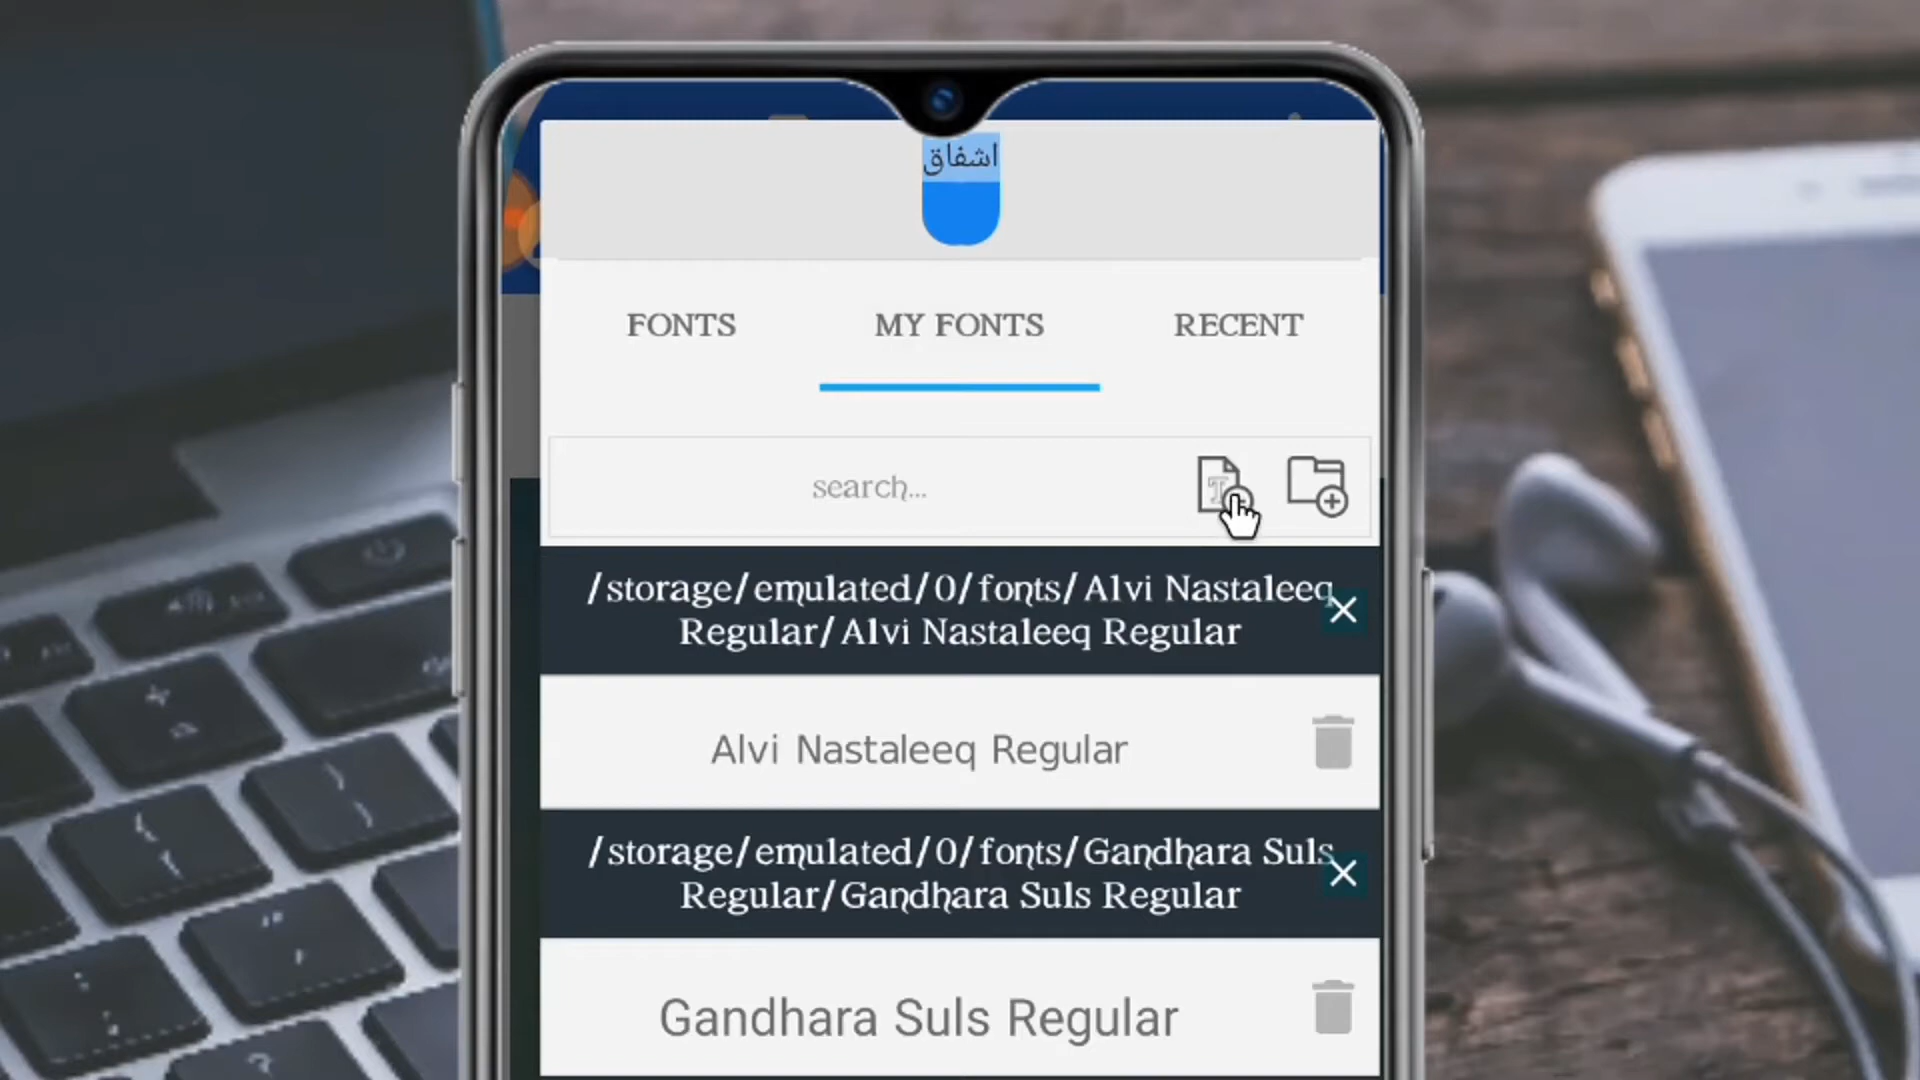 اشفاق
FONTS
MY FONTS
RECENT
search...
/storage/emulated/0/fonts/Alvi Nastaleeq
Regular/Alvi Nastaleeq Regular
Alvi Nastaleeq Regular
/storage/emulated/0/fonts/Gandhara Suls
Regular/Gandhara Suls Regular
Gandhara Suls Regular